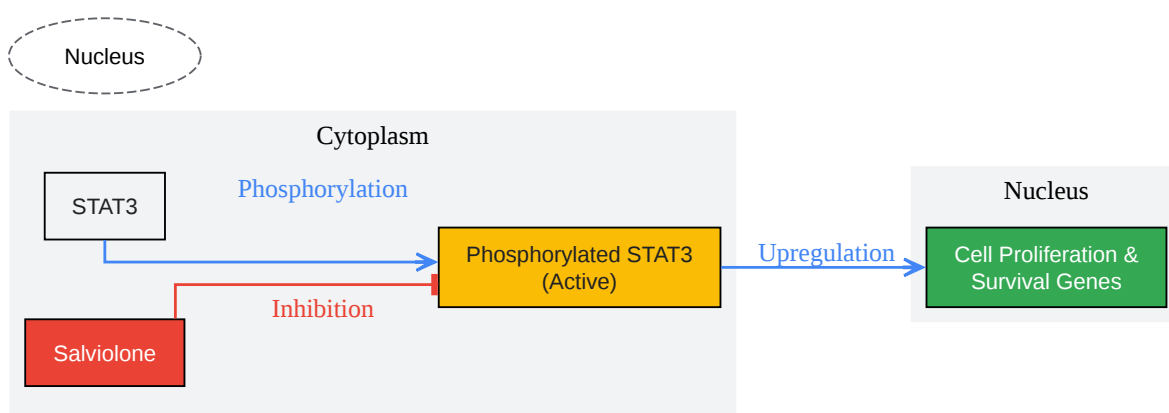 Nucleus
Cytoplasm
Phosphorylation
STAT3
Nucleus
Phosphorylated STAT3
(Active)
Upregulation
Cell Proliferation &
Survival Genes
Inhibition
Salviolone